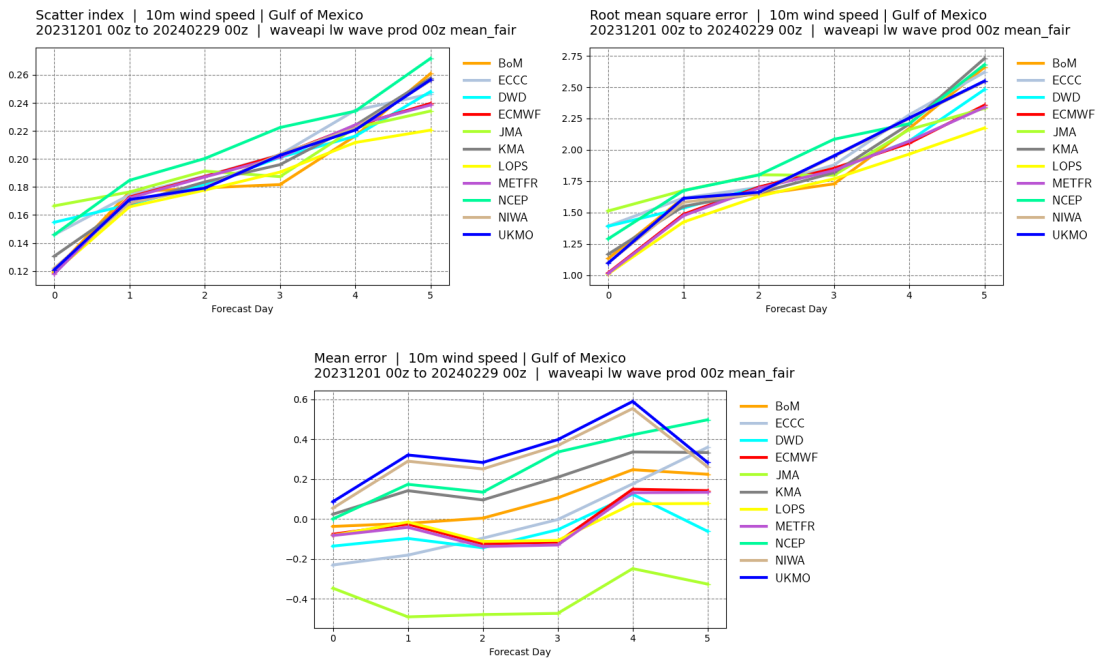 Scatter index | 10m wind speed | Gulf of Mexico
20231201 00z to 20240229 00z | waveapi lw wave prod 00z mean_fair
0.26
0.24
0.22
0.20
0.18
0.16
0.14
0.12
0 1 2 3 4 5
Forecast Day
BoM
ECCC
DWD
ECMWF
JMA
KMA
LOPS
METFR
NCEP
NIWA
UKMO
Root mean square error | 10m wind speed | Gulf of Mexico
20231201 00z to 20240229 00z | waveapi lw wave prod 00z mean_fair
2.75
2.50
2.25
2.00
1.75
1.50
1.25
1.00
0 1 2 3 4 5
Forecast Day
BoM
ECCC
DWD
ECMWF
JMA
KMA
LOPS
METFR
NCEP
NIWA
UKMO
Mean error | 10m wind speed | Gulf of Mexico
20231201 00z to 20240229 00z | waveapi lw wave prod 00z mean_fair
0.6
0.4
0.2
0.0
−0.2
−0.4
0 1 2 3 4 5
Forecast Day
BoM
ECCC
DWD
ECMWF
JMA
KMA
LOPS
METFR
NCEP
NIWA
UKMO